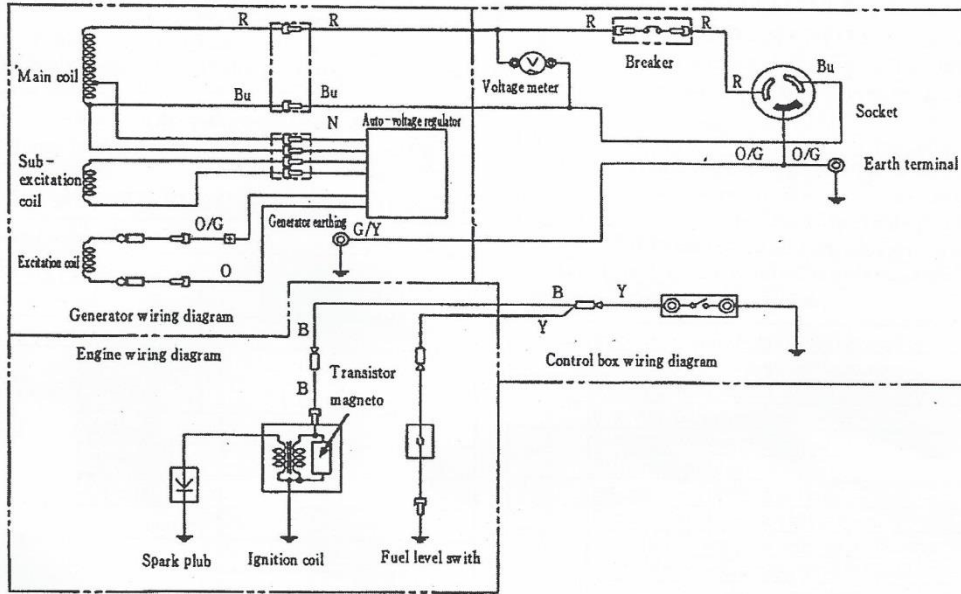 R
R
R
R
Main coil
V
Breaker
Voltage meter
R
Bu
Bu
Bu
Socket
N
Auto-voltage regulator
Sub-
excitation
coil
O/G
O/G
Earth terminal
O/G
Generator earthing
G/Y
Excitation coil
O
Generator wiring diagram
Engine wiring diagram
B
Y
B
Y
Control box wiring diagram
B
Transistor
magneto
Spark plub
Ignition coil
Fuel level swith